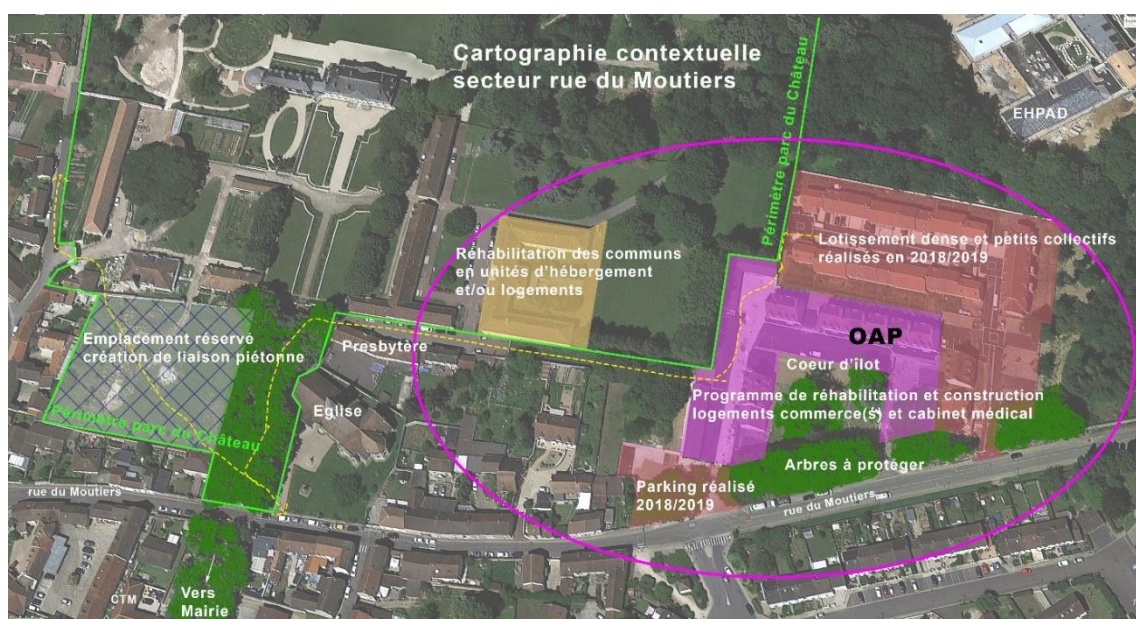 Cartographie contextuelle
secteur rue du Moutiers
EHPAD
Périmètre parc du Château
Lotissement dense et petits collectifs
réalisés en 2018/2019
Réhabilitation des communs
en unités d'hébergement
et/ou logements
Emplacement réservé
création de liaison piétonne
Presbytère
OAP
Coeur d'îlot
Programme de réhabilitation et construction
logements commerce(s) et cabinet médical
Eglise
Périmètre parc du Château
Arbres à protéger
Parking réalisé
2018/2019
rue du Moutiers
rue du Moutiers
CTM
Vers
Mairie